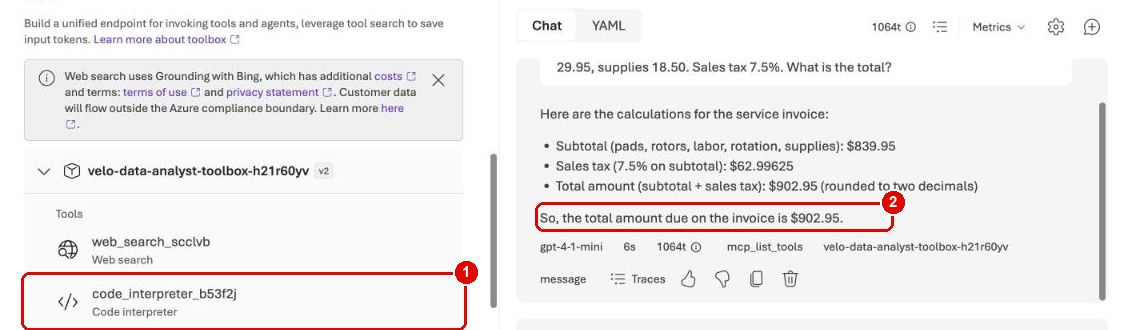 Build a unified endpoint for invoking tools and agents, leverage tool search to save
input tokens. Learn more about toolbox
Web search uses Grounding with Bing, which has additional costs
and terms: terms of use and privacy statement . Customer data
will flow outside the Azure compliance boundary. Learn more here
.
velo-data-analyst-toolbox-h21r60yv v2
Tools
web_search_scclvb
Web search
1
code_interpreter_b53f2j
Code interpreter
Chat YAML 1064t Metrics
29.95, supplies 18.50. Sales tax 7.5%. What is the total?
Here are the calculations for the service invoice:
• Subtotal (pads, rotors, labor, rotation, supplies): $839.95
• Sales tax (7.5% on subtotal): $62.99625
• Total amount (subtotal + sales tax): $902.95 (rounded to two decimals)
2
So, the total amount due on the invoice is $902.95.
gpt-4-1-mini 6s 1064t mcp_list_tools velo-data-analyst-toolbox-h21r60yv
message Traces